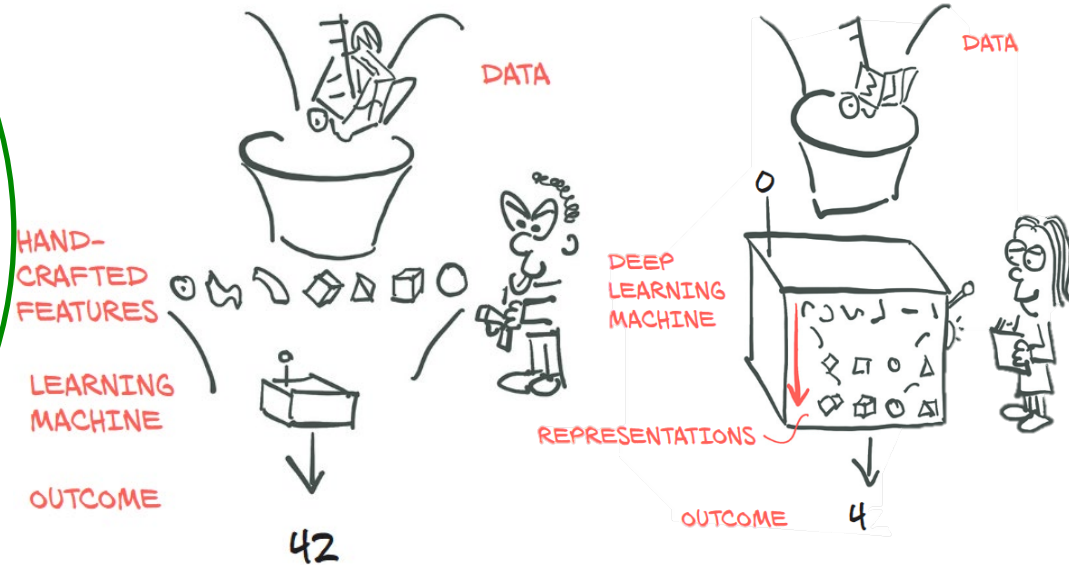 DATA
HAND-
CRAFTED
FEATURES
LEARNING
MACHINE
OUTCOME
42
DATA
DEEP
LEARNING
MACHINE
REPRESENTATIONS
OUTCOME
4